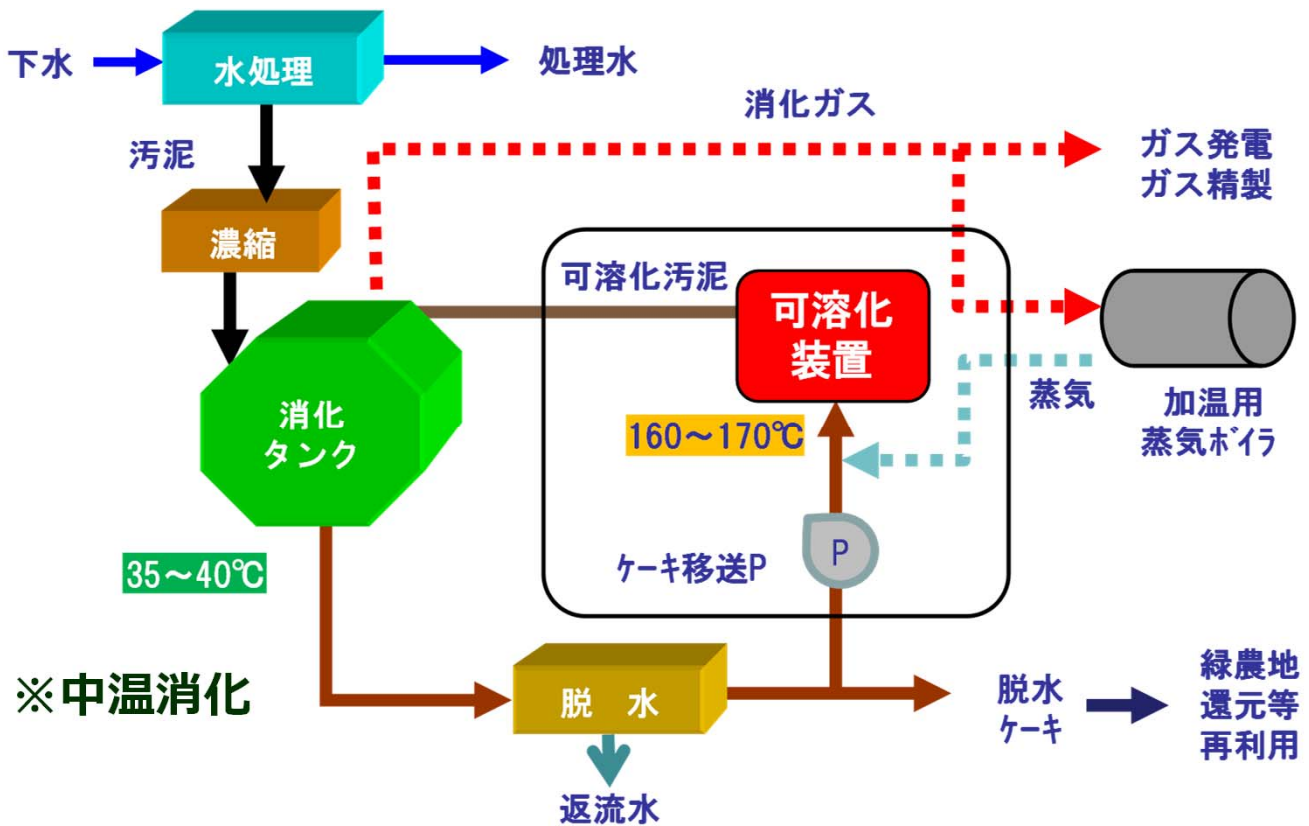 下水
水処理
処理水
消化ガス
汚泥
ガス発電
ガス精製
濃縮
可溶化汚泥
可溶化
装置
消化
タンク
160～170℃
蒸気
加温用
蒸気ﾎﾞｲﾗ
35～40℃
ｹｰｷ移送P
P
※中温消化
脱　水
脱水
ｹｰｷ
緑農地
還元等
再利用
返流水